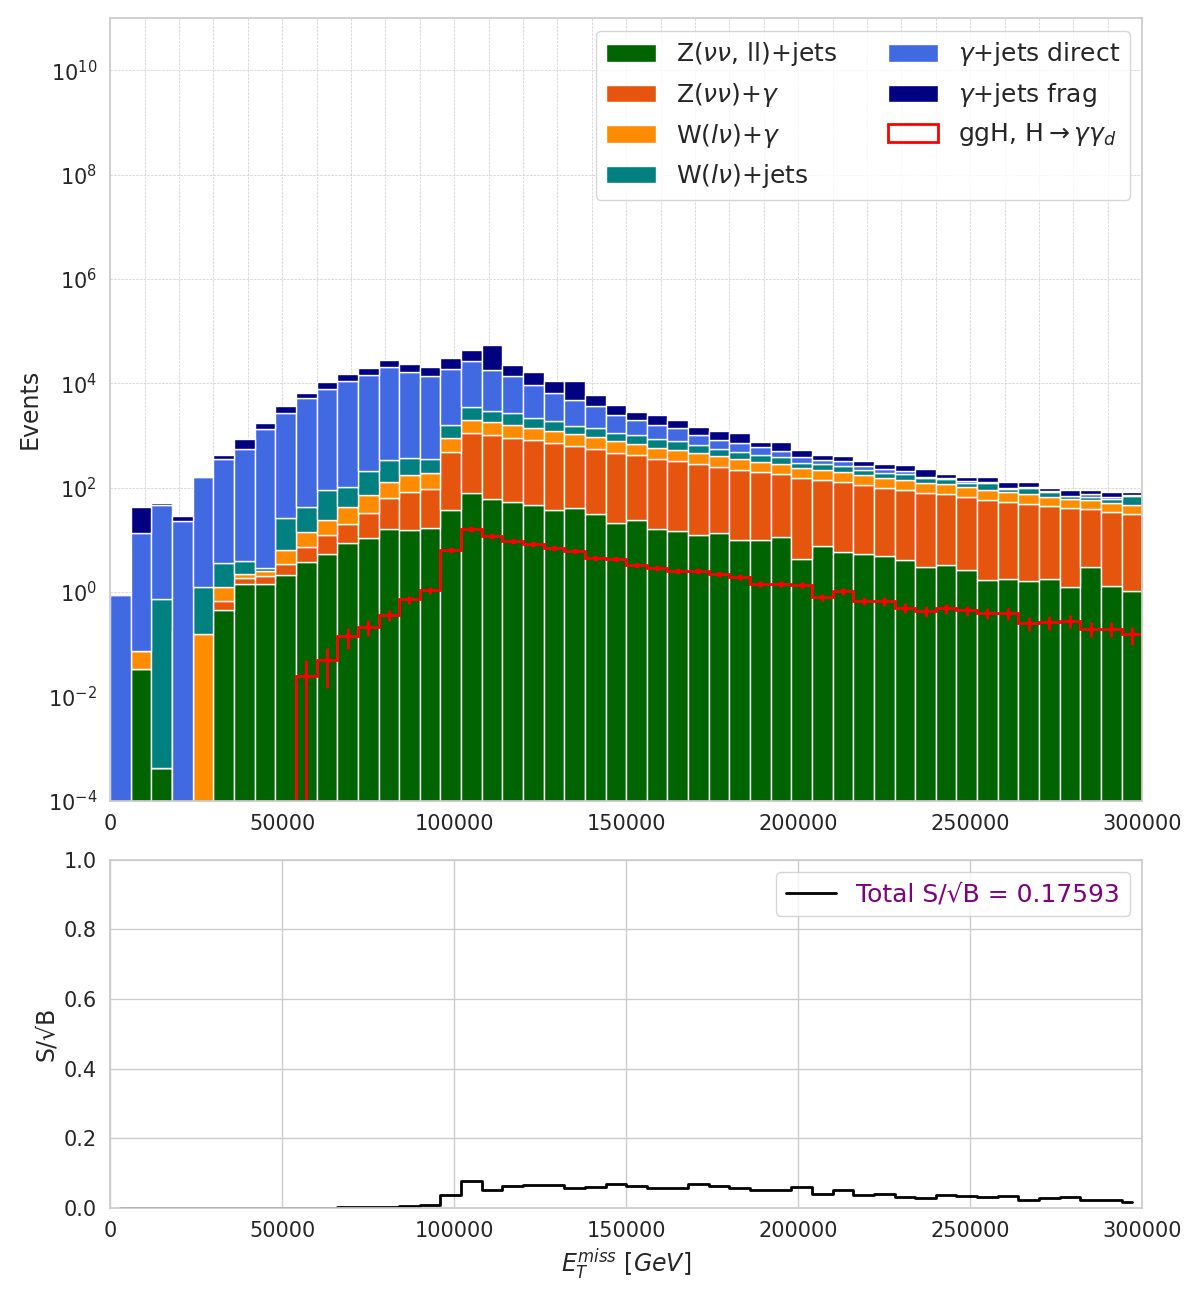 Z(νν, ll)+jets
Z(νν)+γ
W(lν)+γ
W(lν)+jets
γ+jets direct
γ+jets frag
ggH, H→γγ_d
Events
10^10
10^8
10^6
10^4
10^2
10^0
10^−2
10^−4
0 50000 100000 150000 200000 250000 300000
Total S/√B = 0.17593
S/√B
1.0
0.8
0.6
0.4
0.2
0.0
0 50000 100000 150000 200000 250000 300000
E_T^miss [GeV]